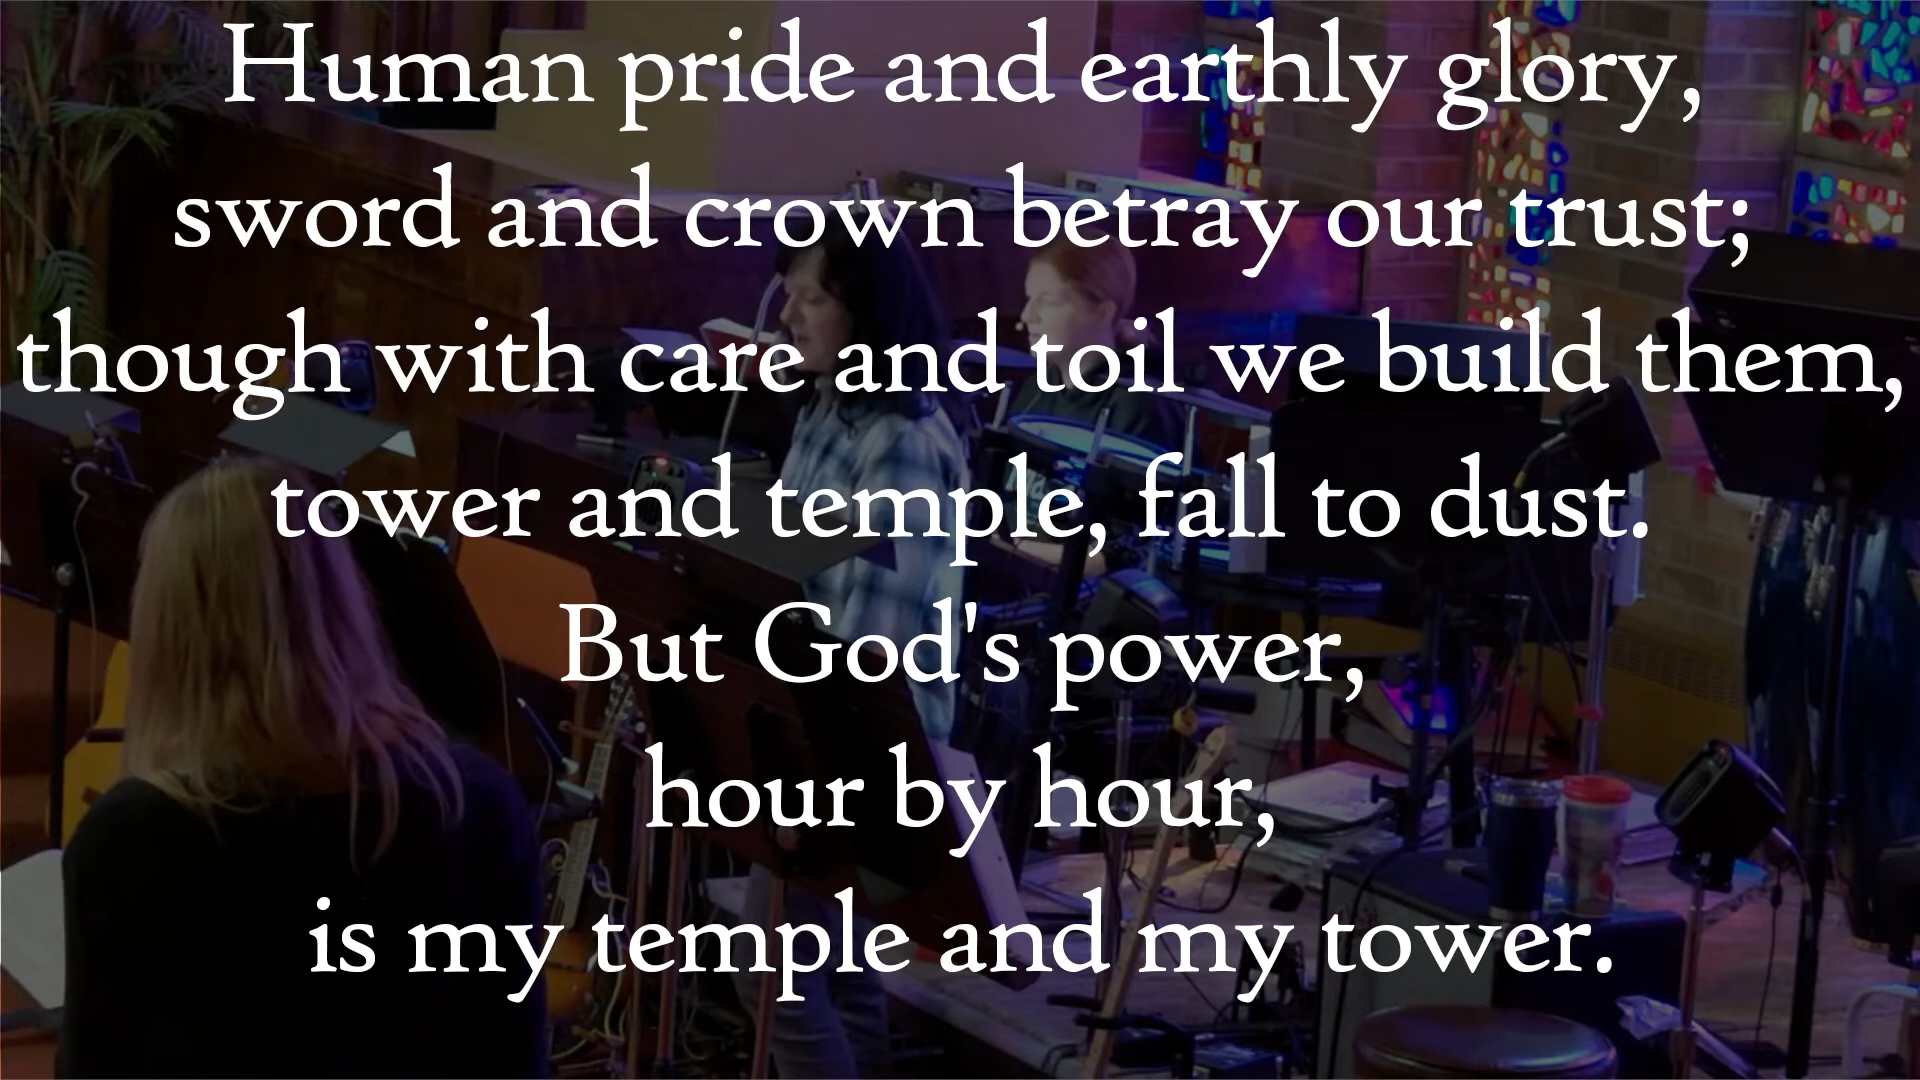 Human pride and earthly glory,
sword and crown betray our trust;
though with care and toil we build them,
tower and temple, fall to dust.
But God's power,
hour by hour,
is my temple and my tower.